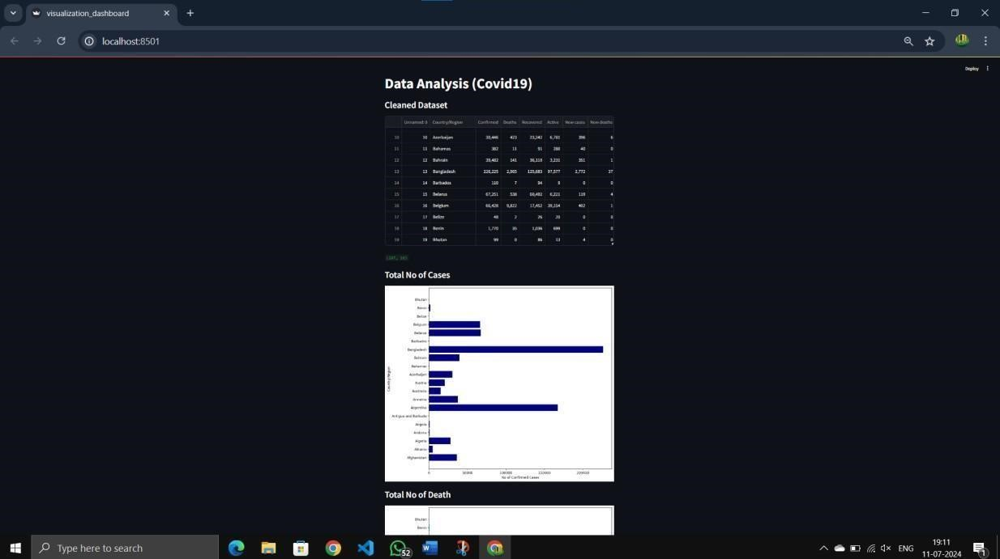 visualization_dashboard
localhost:8501
Deploy
Data Analysis (Covid19)
Cleaned Dataset
Unnamed: 0 Country/Region Confirmed Deaths Recovered Active New cases New deaths
10 10 Azerbaijan 30,446 423 23,242 6,781 396 6
11 11 Bahamas 382 11 91 280 40 0
12 12 Bahrain 39,482 141 36,110 3,231 351 1
13 13 Bangladesh 226,225 2,965 125,683 97,577 2,772 37
14 14 Barbados 110 7 94 9 0 0
15 15 Belarus 67,251 538 60,492 6,221 119 4
16 16 Belgium 66,428 9,822 17,452 39,154 402 1
17 17 Belize 48 2 26 20 0 0
18 18 Benin 1,770 35 1,036 699 0 0
19 19 Bhutan 99 0 86 13 4 0
Total No of Cases
Bhutan
Benin
Belize
Belgium
Belarus
Barbados
Bangladesh
Bahrain
Bahamas
Azerbaijan
Austria
Australia
Armenia
Argentina
Antigua and Barbuda
Angola
Andorra
Algeria
Albania
Afghanistan
Country/Region
0 50000 100000 150000 200000
No of Confirmed Cases
Total No of Death
Bhutan
Benin
Type here to search
52
W
ENG
19:11
11-07-2024
1